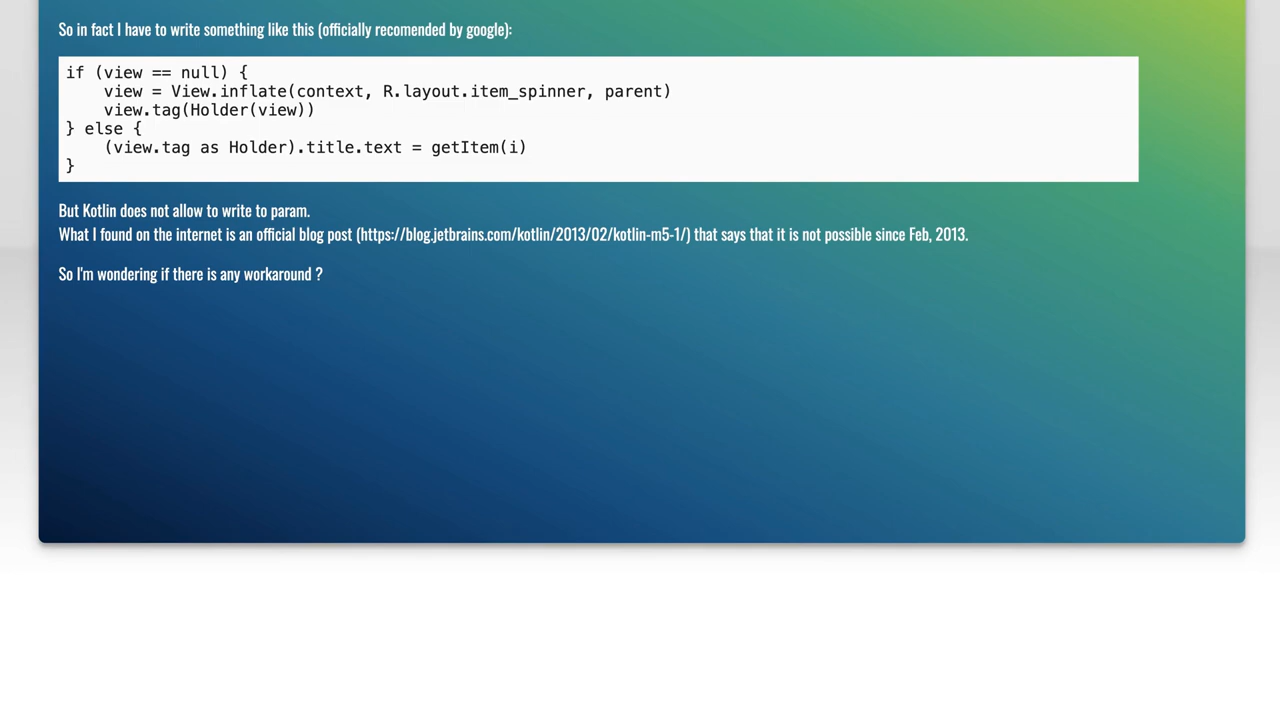 So in fact I have to write something like this (officially recomended by google):
if (view == null) {
    view = View.inflate(context, R.layout.item_spinner, parent)
    view.tag(Holder(view))
} else {
    (view.tag as Holder).title.text = getItem(i)
}
But Kotlin does not allow to write to param.
What I found on the internet is an official blog post (https://blog.jetbrains.com/kotlin/2013/02/kotlin-m5-1/) that says that it is not possible since Feb, 2013.
So I'm wondering if there is any workaround ?